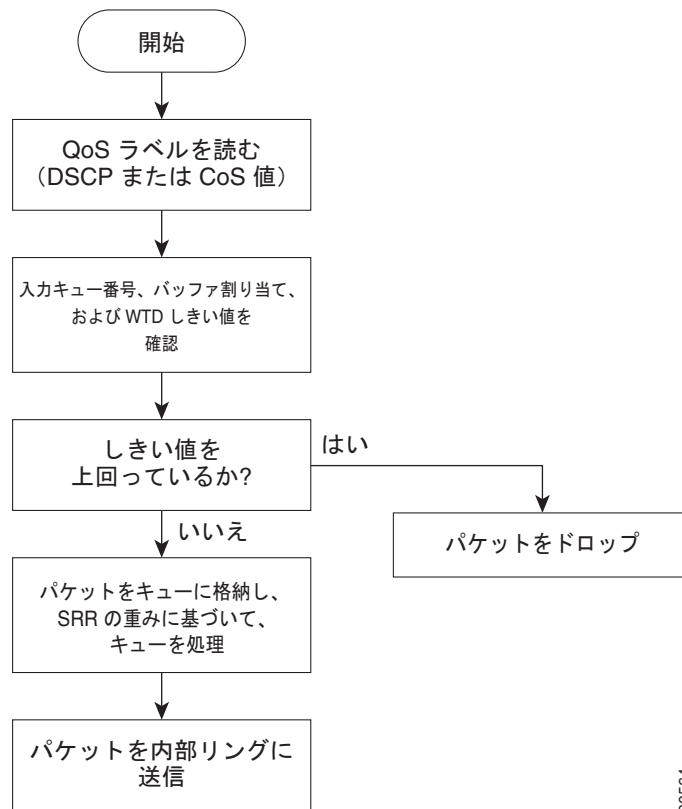 開始
QoS ラベルを読む
(DSCP または CoS 値)
入力キュー番号、バッファ割り当て、
および WTD しきい値を
確認
しきい値を
上回っているか?
はい
いいえ
パケットをドロップ
パケットをキューに格納し、
SRR の重みに基づいて、
キューを処理
パケットを内部リングに
送信